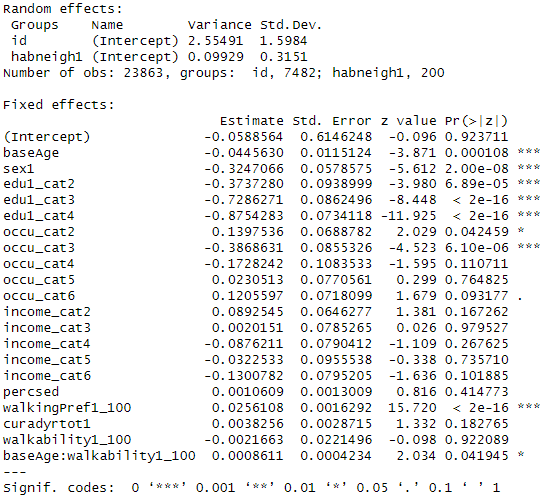 Random effects:
 Groups    Name        Variance Std.Dev.
 id        (Intercept) 2.55491  1.5984
 habneigh1 (Intercept) 0.09929  0.3151
Number of obs: 23863, groups:  id, 7482; habneigh1, 200
Fixed effects:
                          Estimate Std. Error z value Pr(>|z|)
(Intercept)             -0.0588564  0.6146248  -0.096 0.923711
baseAge                 -0.0445630  0.0115124  -3.871 0.000108 ***
sex1                    -0.3247066  0.0578575  -5.612 2.00e-08 ***
edu1_cat2               -0.3737280  0.0938999  -3.980 6.89e-05 ***
edu1_cat3               -0.7286271  0.0862496  -8.448  < 2e-16 ***
edu1_cat4               -0.8754283  0.0734118 -11.925  < 2e-16 ***
occu_cat2                0.1397536  0.0688782   2.029 0.042459 *
occu_cat3               -0.3868631  0.0855326  -4.523 6.10e-06 ***
occu_cat4               -0.1728242  0.1083533  -1.595 0.110711
occu_cat5                0.0230513  0.0770561   0.299 0.764825
occu_cat6                0.1205597  0.0718099   1.679 0.093177 .
income_cat2              0.0892545  0.0646277   1.381 0.167262
income_cat3              0.0020151  0.0785265   0.026 0.979527
income_cat4             -0.0876211  0.0790412  -1.109 0.267625
income_cat5             -0.0322533  0.0955538  -0.338 0.735710
income_cat6             -0.1300782  0.0795205  -1.636 0.101885
percsed                  0.0010609  0.0013009   0.816 0.414773
walkingPref1_100         0.0256108  0.0016292  15.720  < 2e-16 ***
curadyrtot1              0.0038256  0.0028715   1.332 0.182765
walkability1_100        -0.0021663  0.0221496  -0.098 0.922089
baseAge:walkability1_100 0.0008611  0.0004234   2.034 0.041945 *
---
Signif. codes:  0 ‘***’ 0.001 ‘**’ 0.01 ‘*’ 0.05 ‘.’ 0.1 ‘ ’ 1